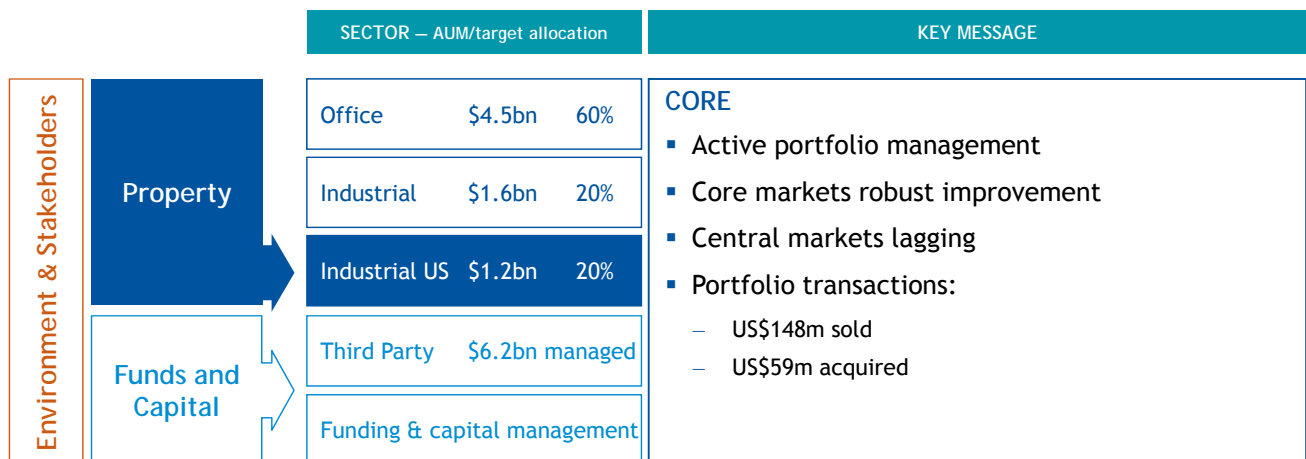 SECTOR — AUM/target allocation
KEY MESSAGE
Environment & Stakeholders
Property
Office $4.5bn 60%
Industrial $1.6bn 20%
Industrial US $1.2bn 20%
Funds and
Capital
Third Party $6.2bn managed
Funding & capital management
CORE
▪ Active portfolio management
▪ Core markets robust improvement
▪ Central markets lagging
▪ Portfolio transactions:
– US$148m sold
– US$59m acquired